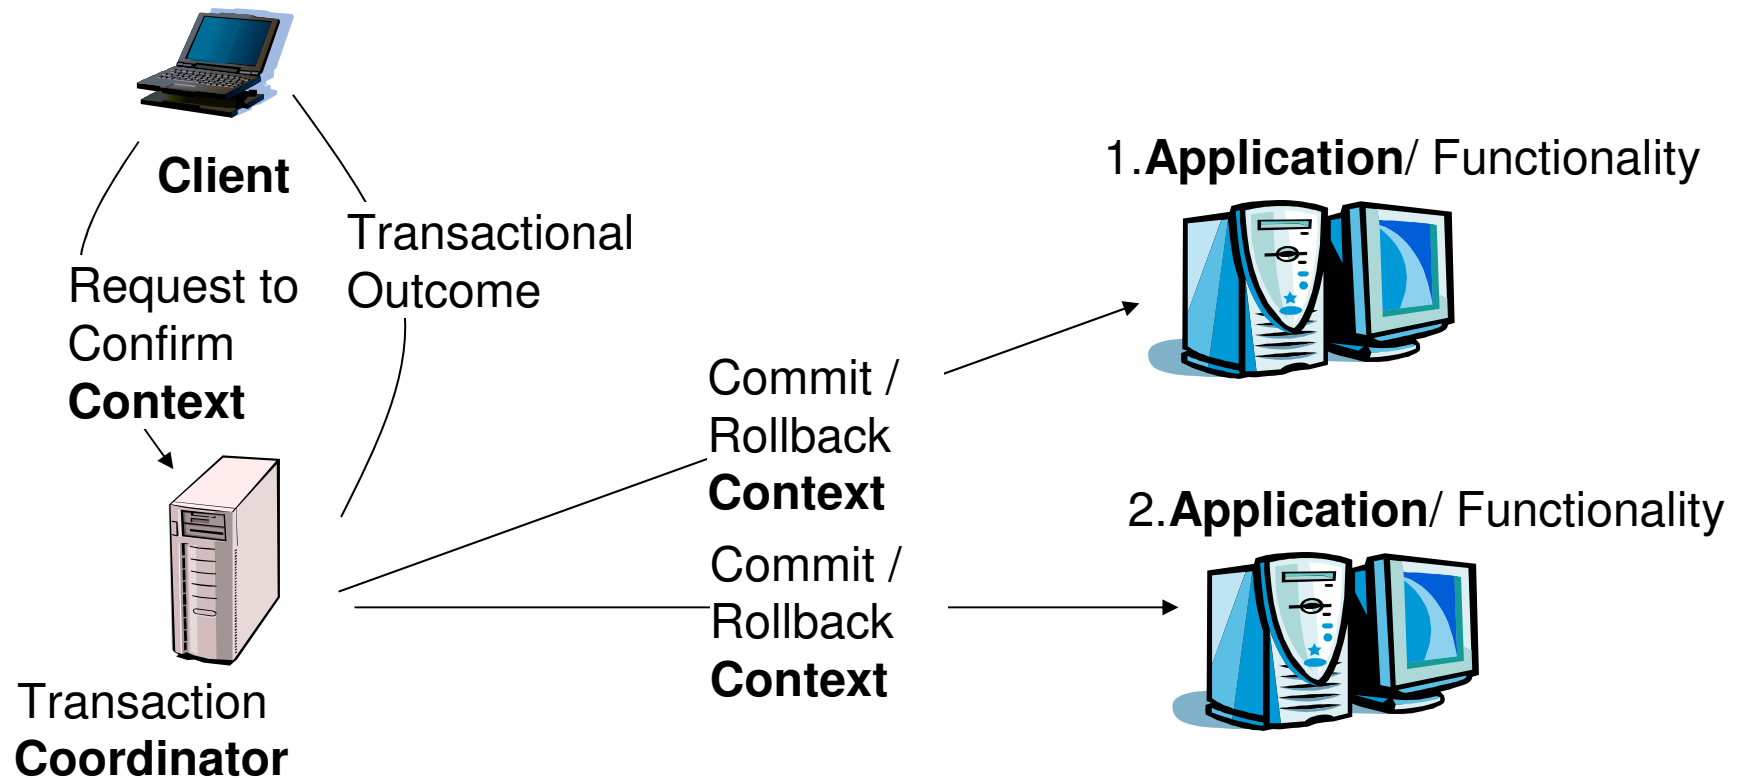 Client
Request to
Confirm
Context
Transactional
Outcome
Transaction
Coordinator
Commit /
Rollback
Context
Commit /
Rollback
Context
1.Application/ Functionality
2.Application/ Functionality